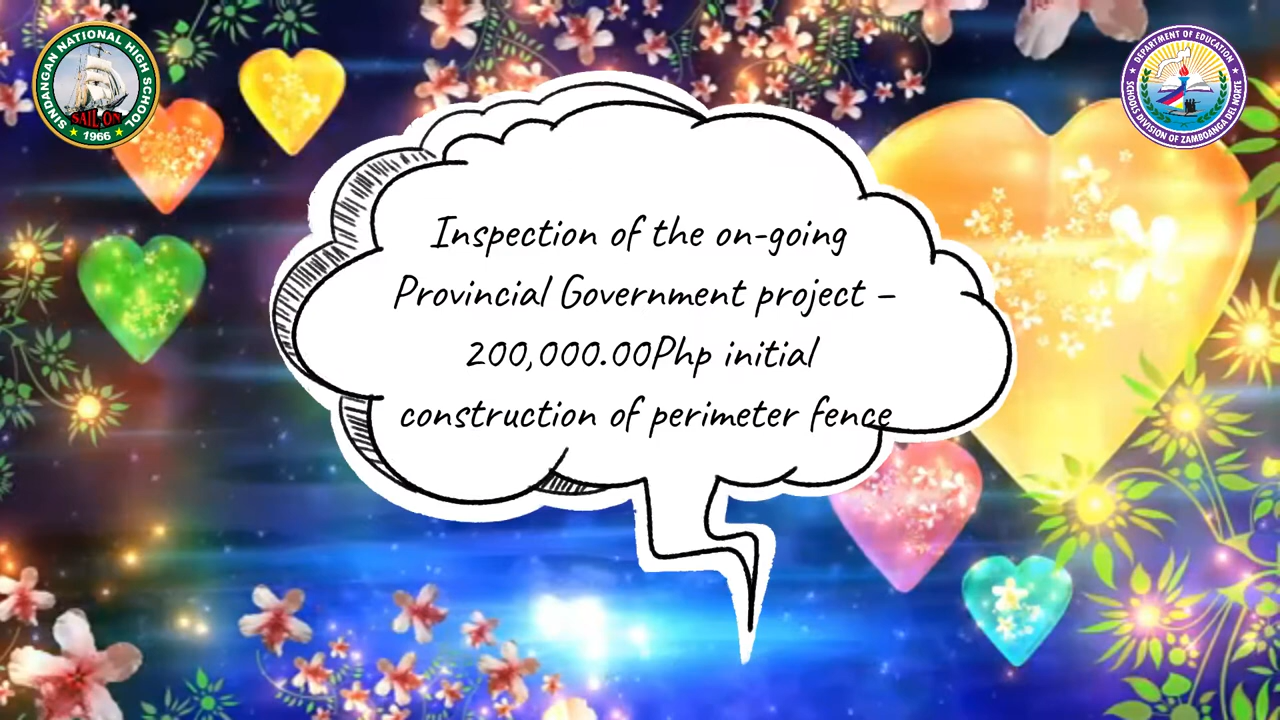 SINDANGAN NATIONAL HIGH SCHOOL
SAIL ON
1966
DEPARTMENT OF EDUCATION
SCHOOLS DIVISION OF ZAMBOANGA DEL NORTE
Inspection of the on-going
Provincial Government project –
200,000.00Php initial
construction of perimeter fence